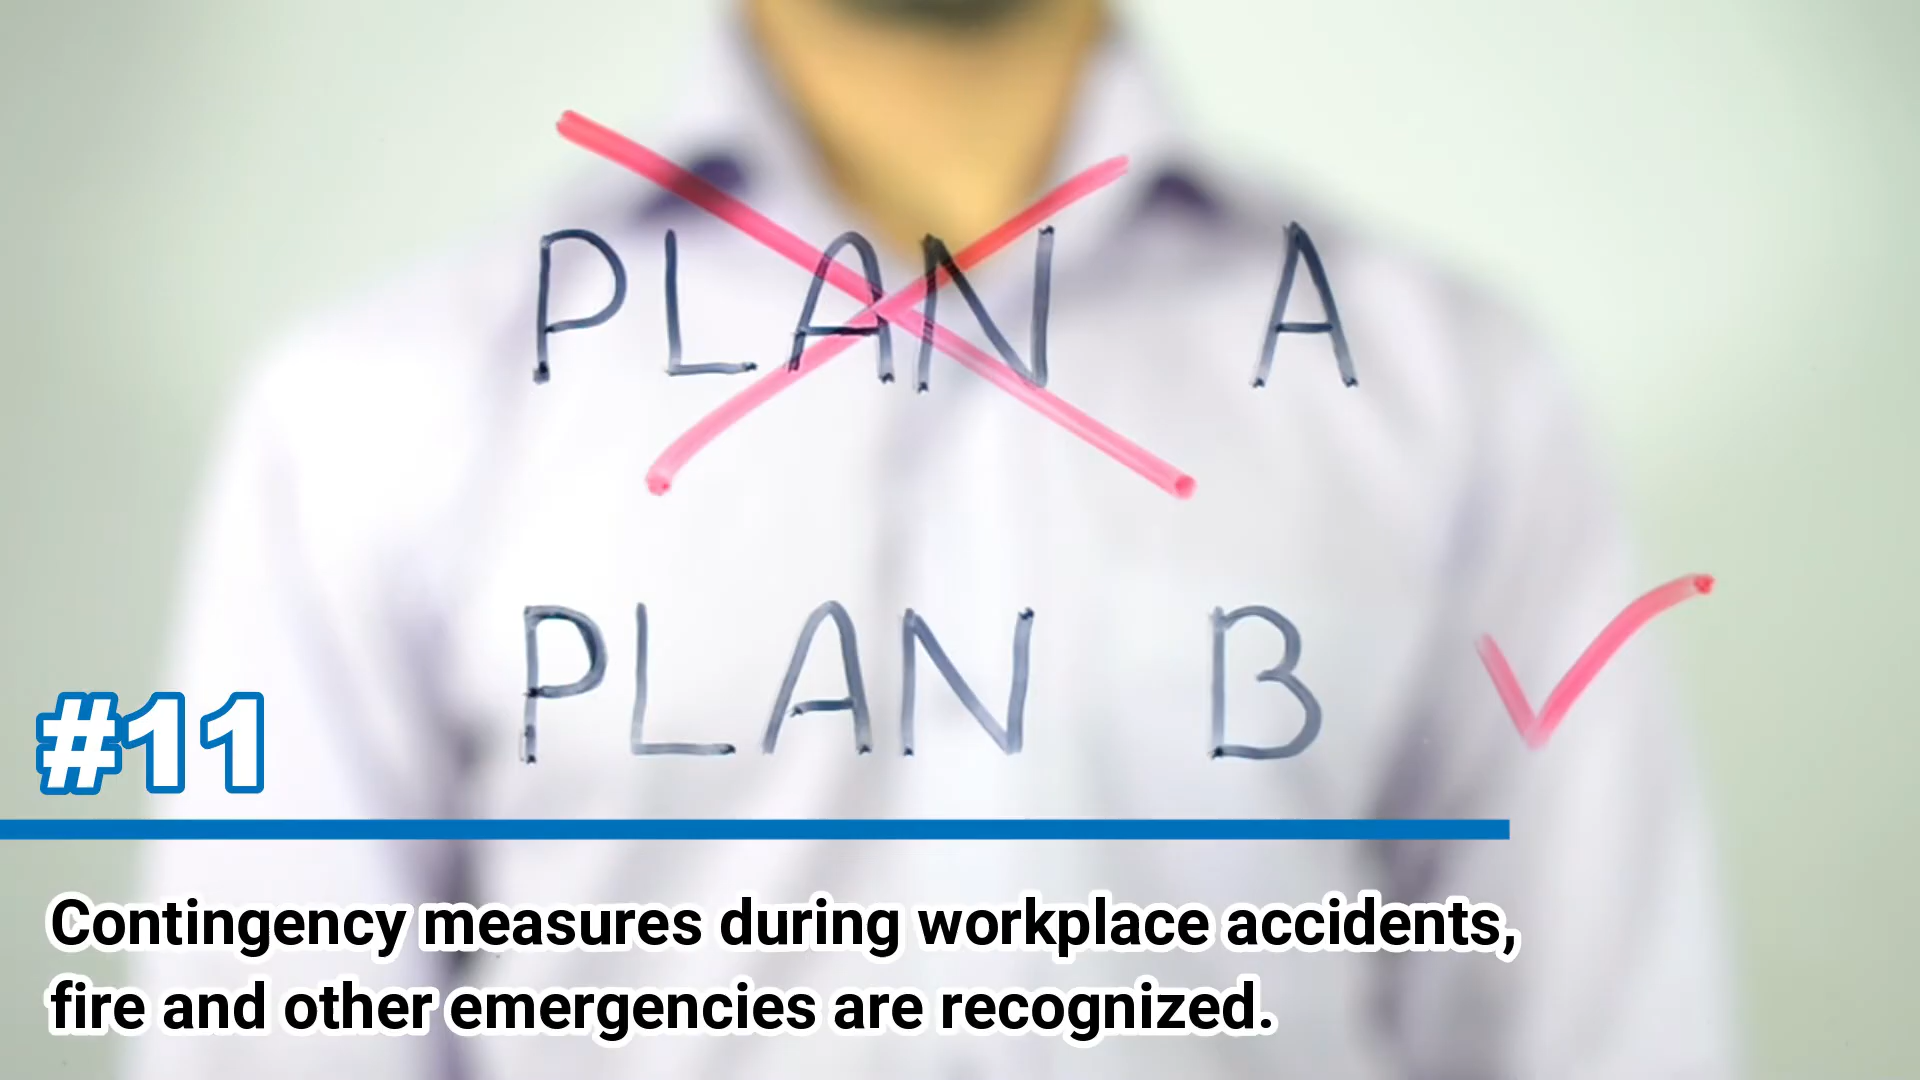 PLAN A
PLAN B
#11
Contingency measures during workplace accidents,
fire and other emergencies are recognized.